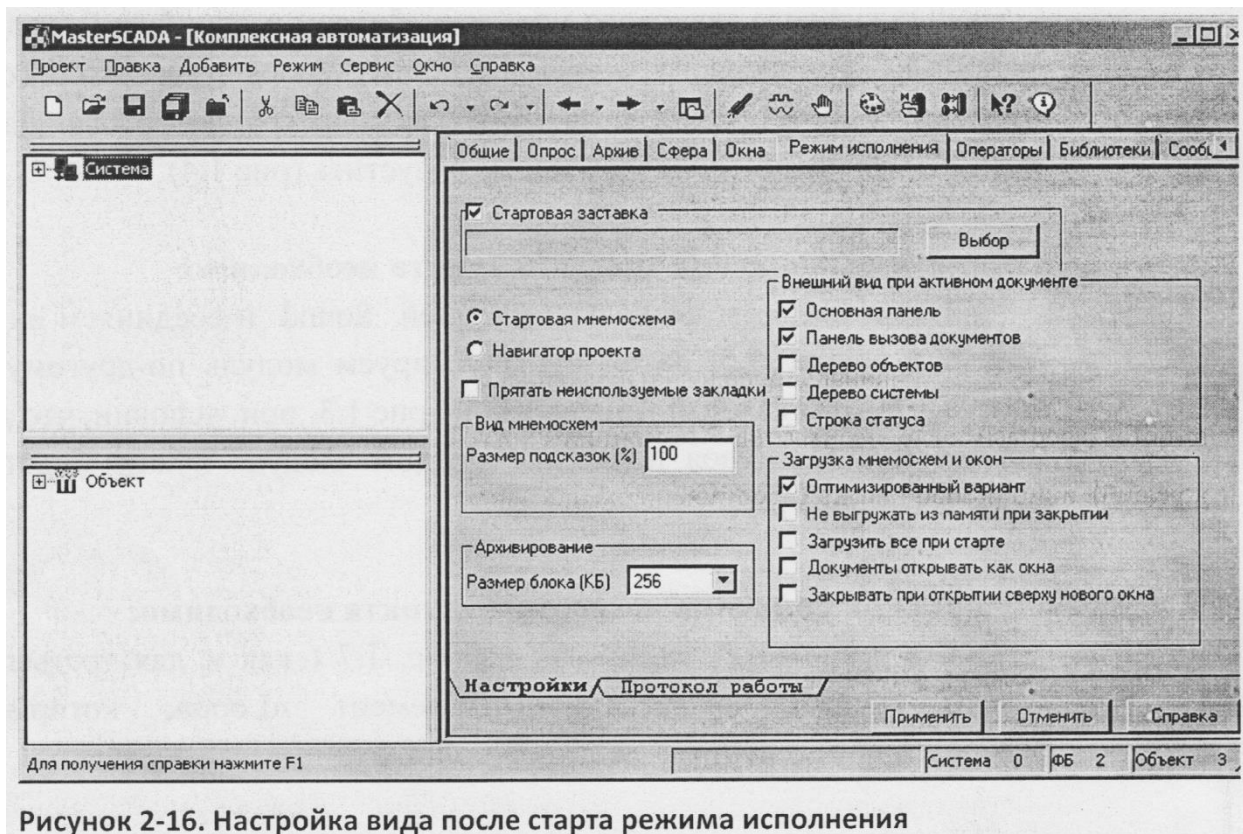 MasterSCADA - [Комплексная автоматизация]
Проект Правка Добавить Режим Сервис Окно Справка
Общие Опрос Архив Сфера Окна Режим исполнения Операторы Библиотеки Сообщ
Система
Стартовая заставка
Выбор
Внешний вид при активном документе
Стартовая мнемосхема
Основная панель
Навигатор проекта
Панель вызова документов
Дерево объектов
Прятать неиспользуемые закладки
Дерево системы
Вид мнемосхем
Строка статуса
Размер подсказок (%) 100
Загрузка мнемосхем и окон
Объект
Оптимизированный вариант
Не выгружать из памяти при закрытии
Архивирование
Загрузить все при старте
Размер блока (КБ) 256
Документы открывать как окна
Закрывать при открытии сверху нового окна
Настройки Протокол работы
Применить Отменить Справка
Для получения справки нажмите F1
Система 0 ФБ 2 Объект 3
Рисунок 2-16. Настройка вида после старта режима исполнения